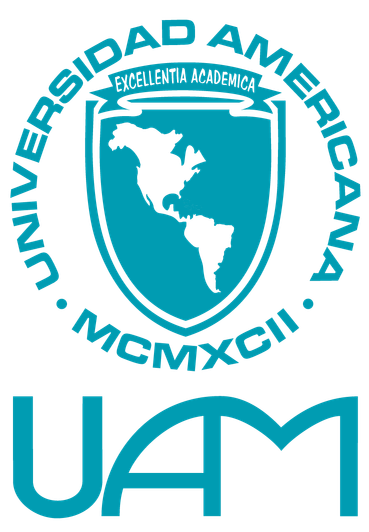 UNIVERSIDAD AMERICANA
EXCELLENTIA ACADEMICA
• MCMXCII •
UAM